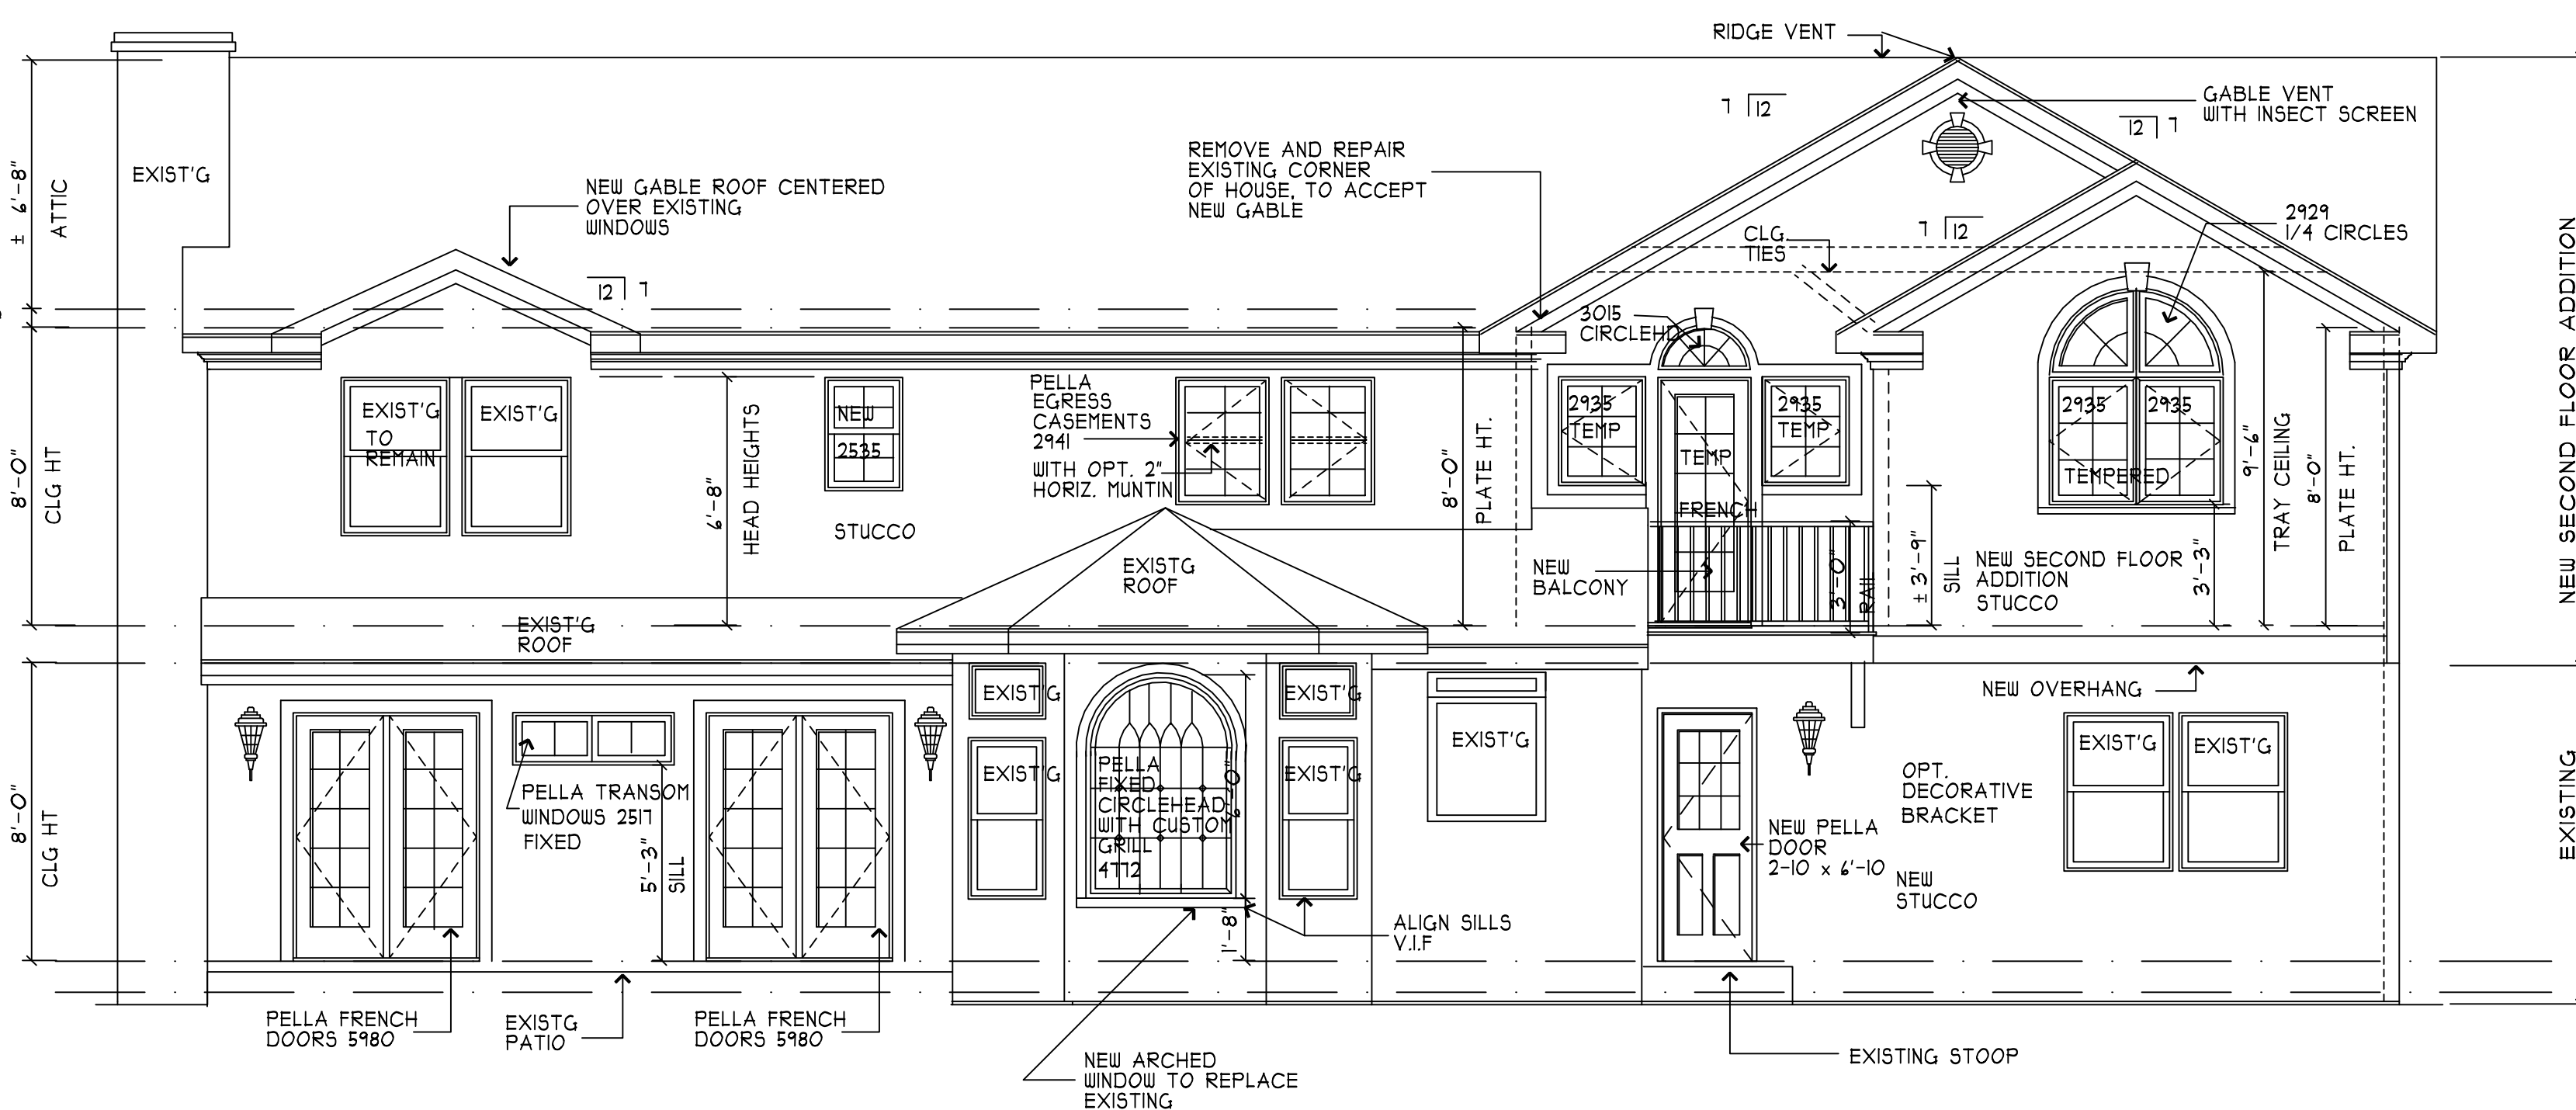 RIDGE VENT
7 12
GABLE VENT
WITH INSECT SCREEN
12 7
REMOVE AND REPAIR
EXISTING CORNER
OF HOUSE, TO ACCEPT
NEW GABLE
EXIST'G
± 6'-8"
ATTIC
NEW GABLE ROOF CENTERED
OVER EXISTING
WINDOWS
12 7
7 12
CLG.
TIES
2929
1/4 CIRCLES
3015
CIRCLEHD
NEW SECOND FLOOR ADDITION
EXIST'G
TO
REMAIN
EXIST'G
NEW
2535
PELLA
EGRESS
CASEMENTS
2941
WITH OPT. 2"
HORIZ. MUNTIN
8'-0"
CLG HT
6'-8"
HEAD HEIGHTS
STUCCO
8'-0"
PLATE HT.
2935
TEMP
TEMP
FRENCH
2935
TEMP
2935
2935
TEMPERED
9'-6"
TRAY CEILING
8'-0"
PLATE HT.
EXISTG
ROOF
NEW
BALCONY
3'-0"
RAIL
± 3'-9"
SILL
NEW SECOND FLOOR
ADDITION
STUCCO
3'-3"
EXIST'G
ROOF
NEW OVERHANG
EXIST'G
EXIST'G
EXIST'G
EXIST'G
EXIST'G
EXIST'G
EXIST'G
8'-0"
CLG HT
PELLA TRANSOM
WINDOWS 2517
FIXED
5'-3"
SILL
PELLA
FIXED
CIRCLEHEAD
WITH CUSTOM
GRILL
4772
6'-0"
1'-8"
ALIGN SILLS
V.I.F
OPT.
DECORATIVE
BRACKET
NEW PELLA
DOOR
2-10 x 6'-10
NEW
STUCCO
EXISTING
PELLA FRENCH
DOORS 5980
EXISTG
PATIO
PELLA FRENCH
DOORS 5980
NEW ARCHED
WINDOW TO REPLACE
EXISTING
EXISTING STOOP